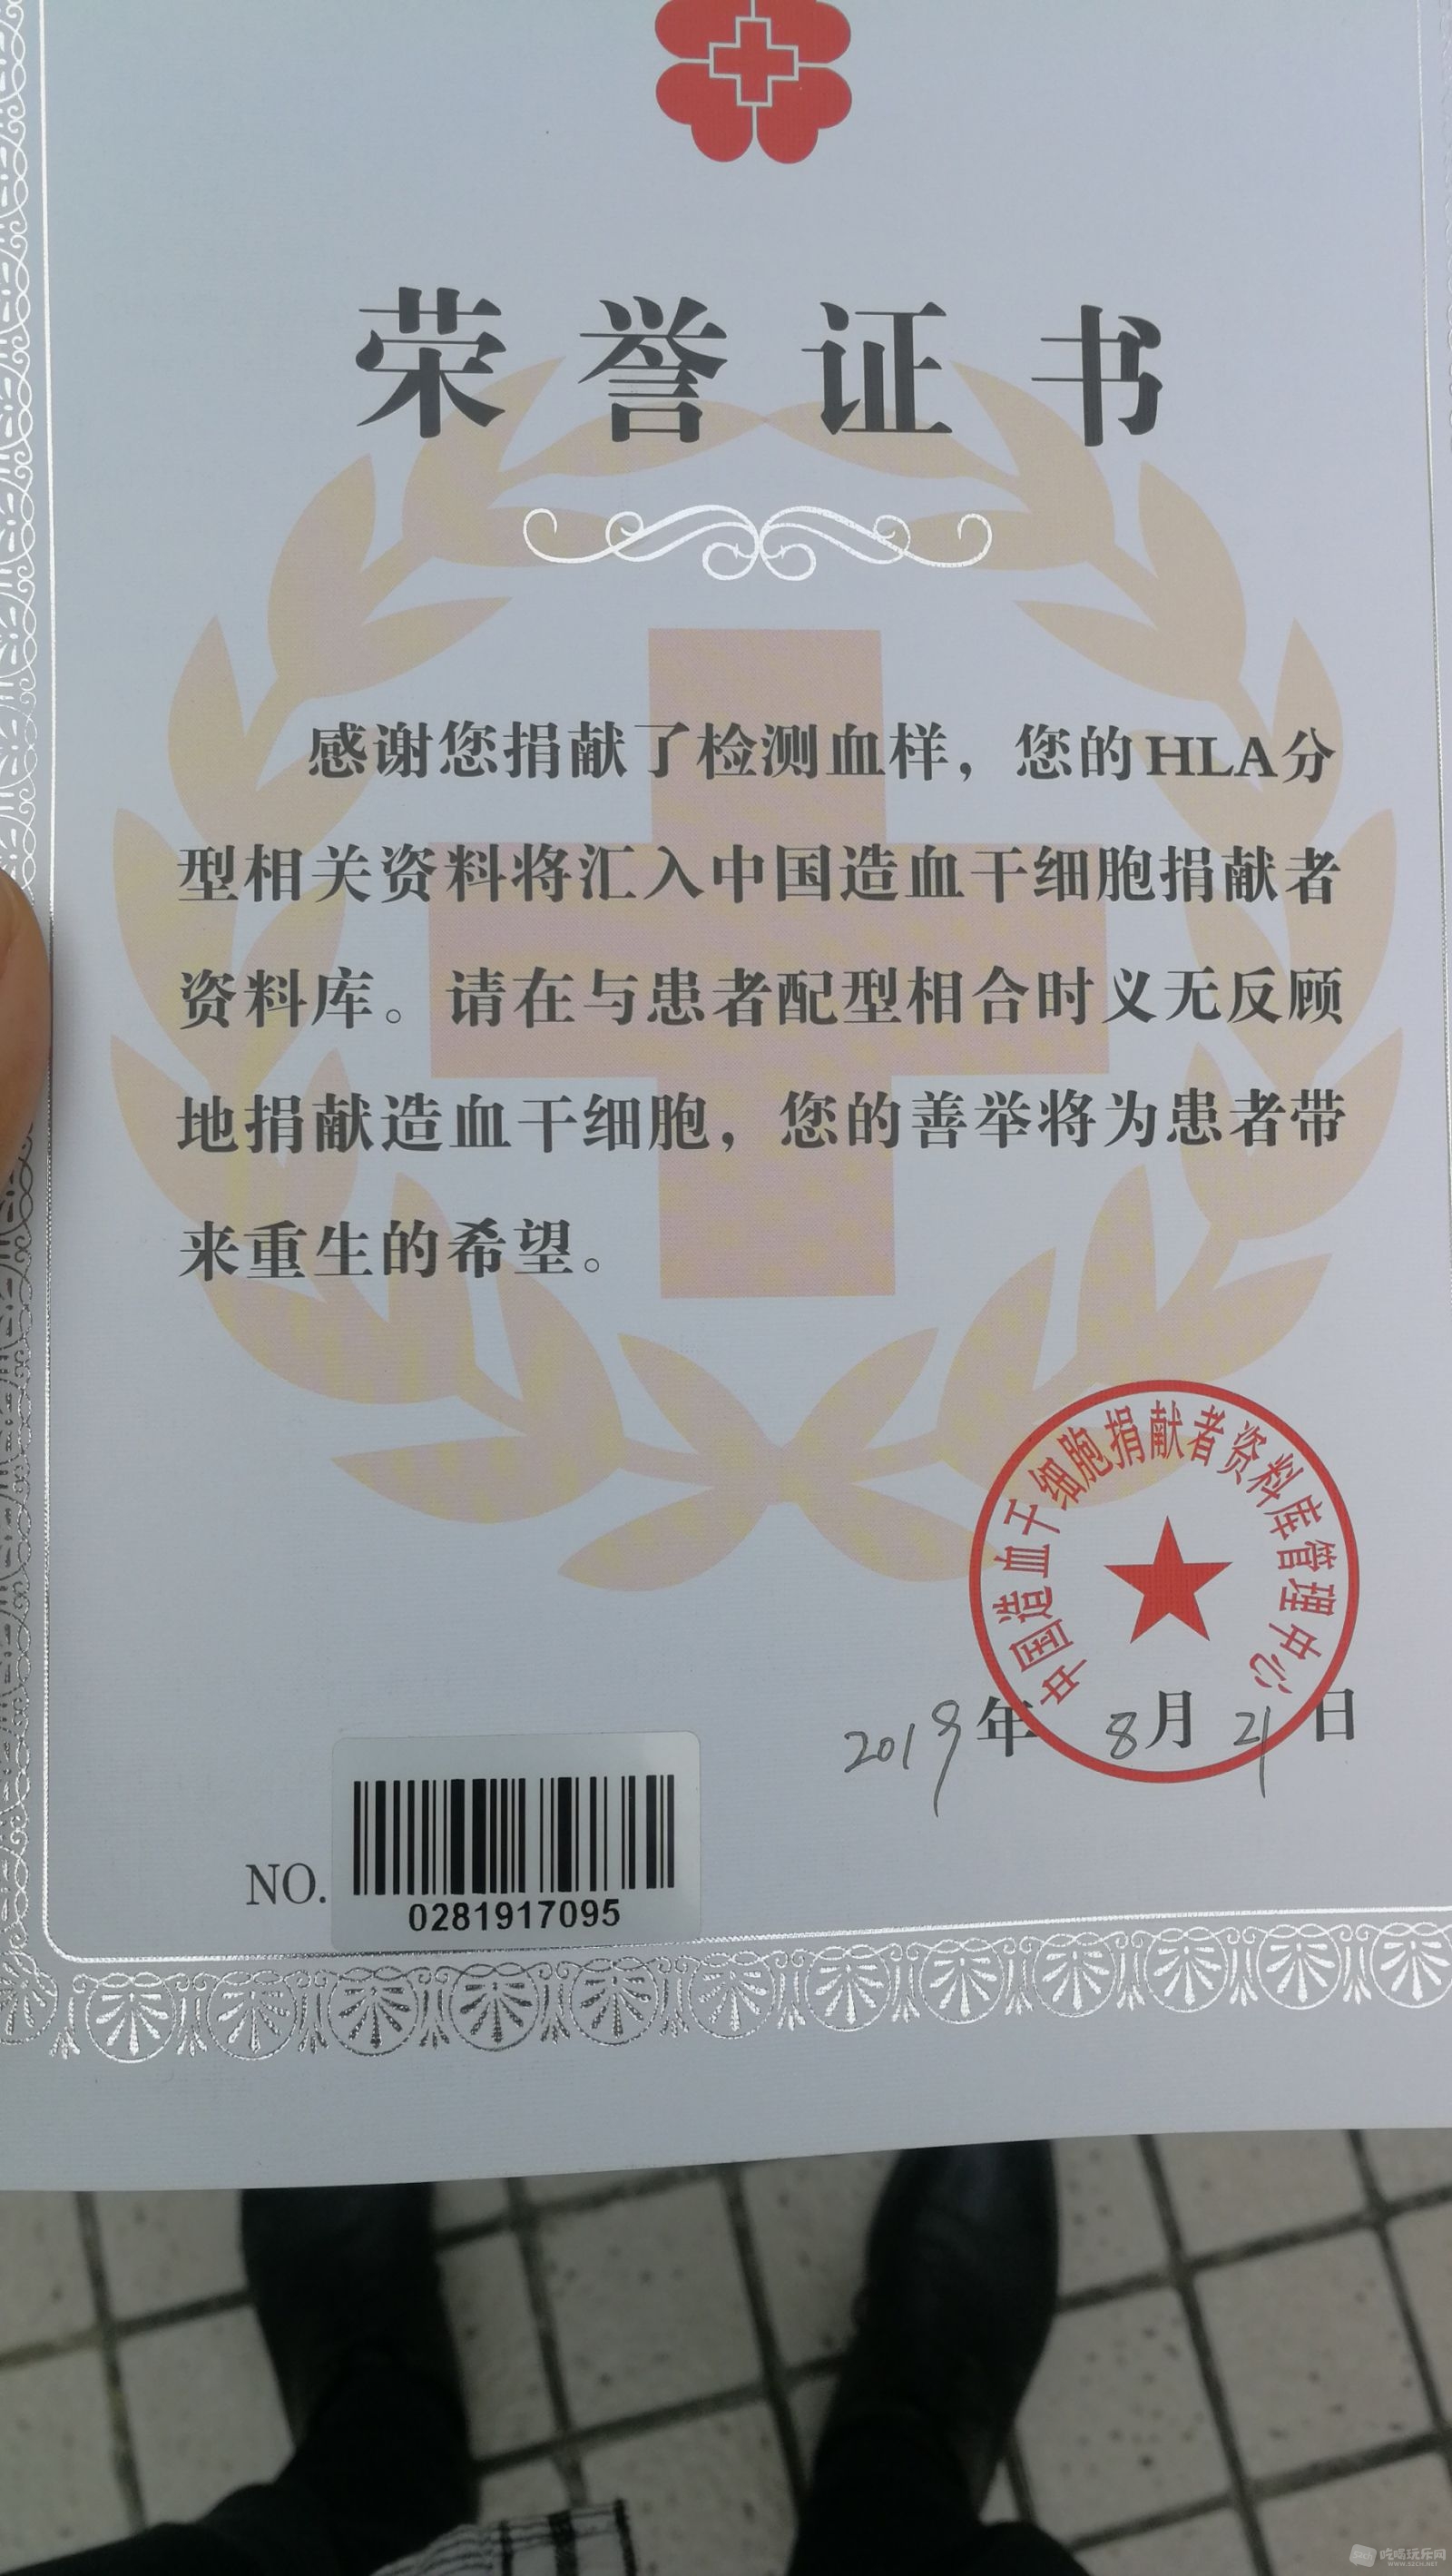 荣誉证书
感谢您捐献了检测血样，您的HLA分
型相关资料将汇入中国造血干细胞捐献者
资料库。请在与患者配型相合时义无反顾
地捐献造血干细胞，您的善举将为患者带
来重生的希望。
中国造血干细胞捐献者资料库管理中心
2019年 8月 21日
NO.
0281917095
吃喝玩乐网